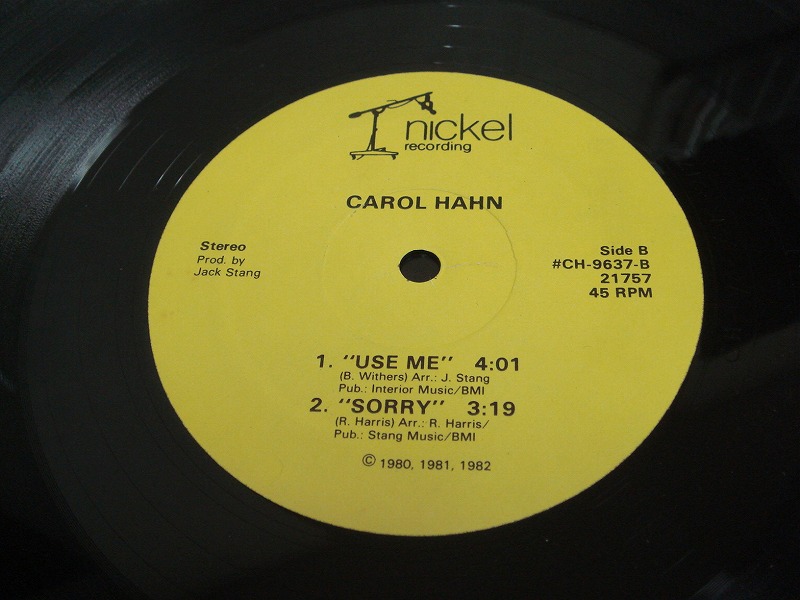 nickel
recording
CAROL HAHN
Stereo
Prod. by
Jack Stang
Side B
#CH-9637-B
21757
45 RPM
1. "USE ME" 4:01
(B. Withers) Arr.: J. Stang
Pub.: Interior Music/BMI
2. "SORRY" 3:19
(R. Harris) Arr.: R. Harris/
Pub.: Stang Music/BMI
© 1980, 1981, 1982